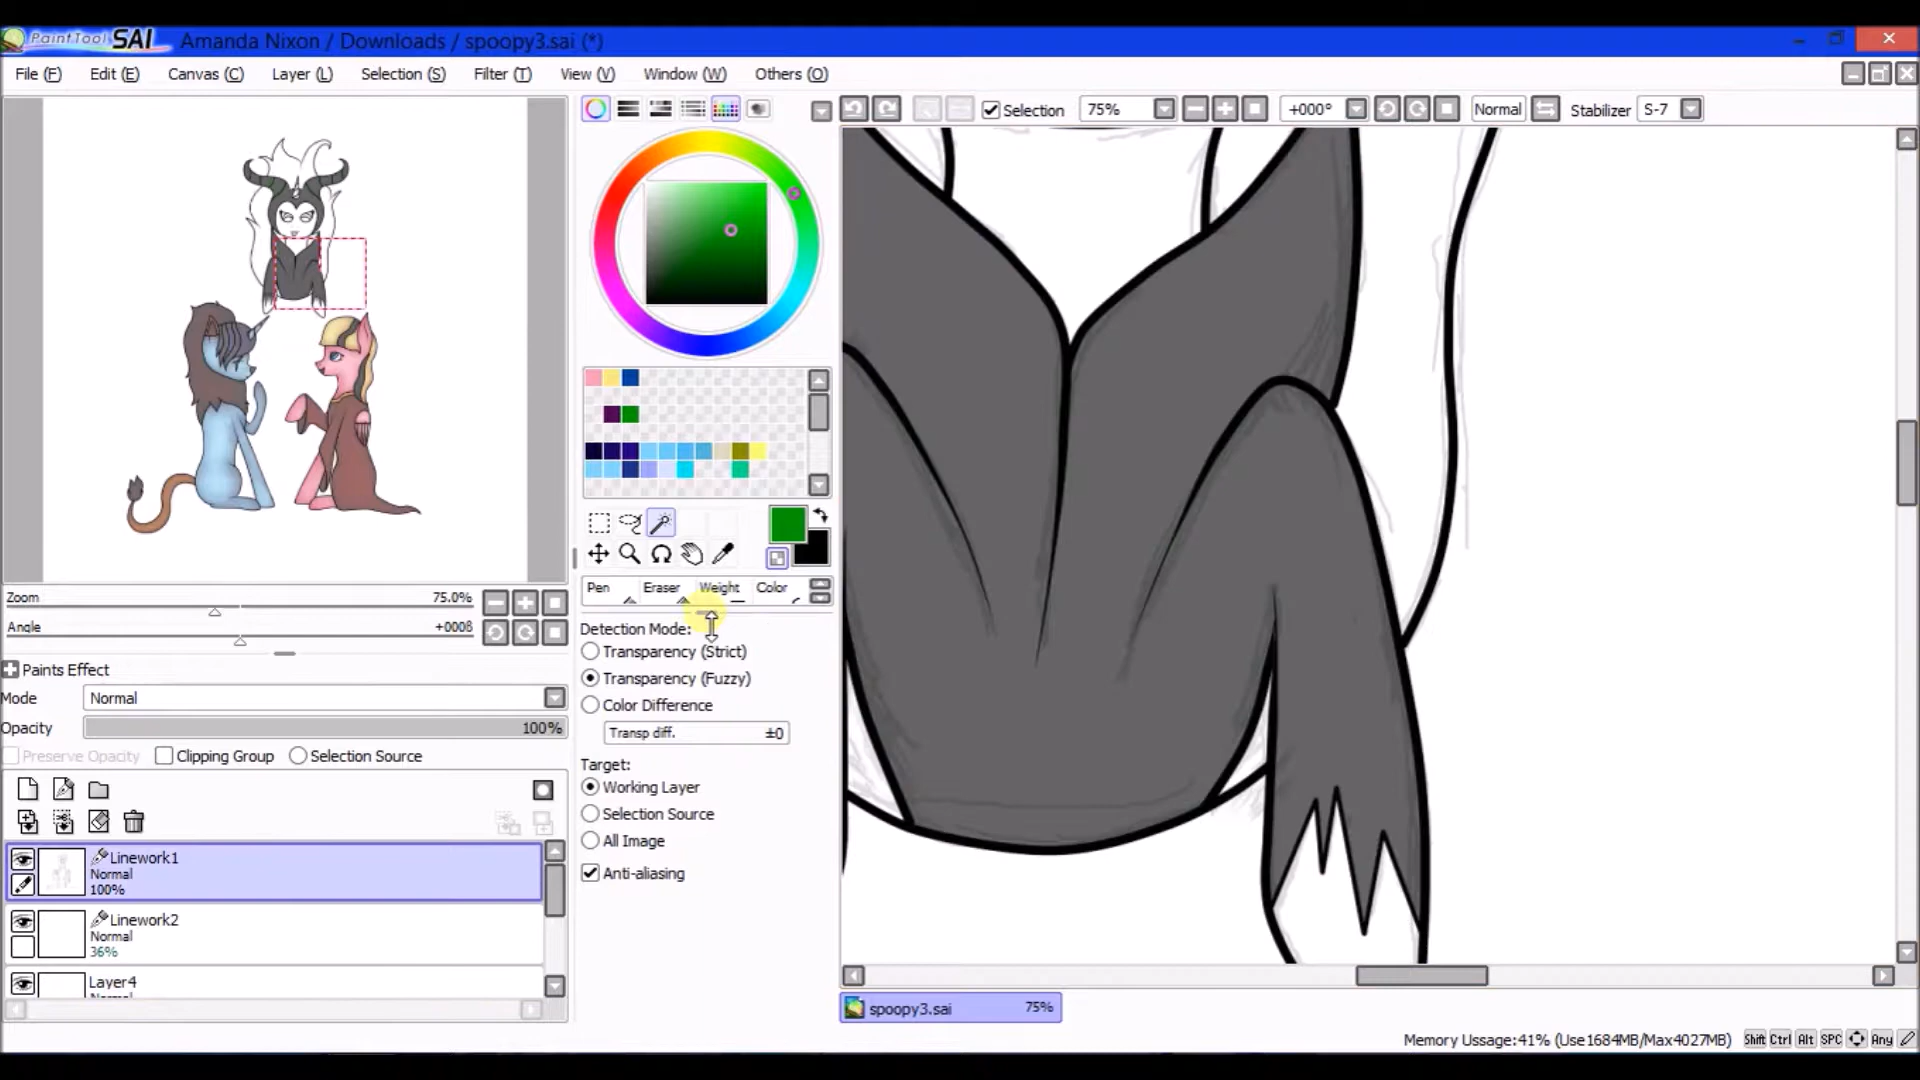 PaintTool SAI Amanda Nixon / Downloads / spoopy3.sai (*)
File (F) Edit (E) Canvas (C) Layer (L) Selection (S) Filter (T) View (V) Window (W) Others (O)
Selection 75% +000° Normal Stabilizer S-7
Zoom 75.0%
Angle +0008
Paints Effect
Mode Normal
Opacity 100%
Preserve Opacity Clipping Group Selection Source
Linework1
Normal
100%
Linework2
Normal
36%
Layer4
Normal
Pen Eraser Weight Color
Detection Mode:
Transparency (Strict)
Transparency (Fuzzy)
Color Difference
Transp diff. ±0
Target:
Working Layer
Selection Source
All Image
Anti-aliasing
spoopy3.sai 75%
Memory Ussage:41% (Use1684MB/Max4027MB) Shift Ctrl Alt SPC Any